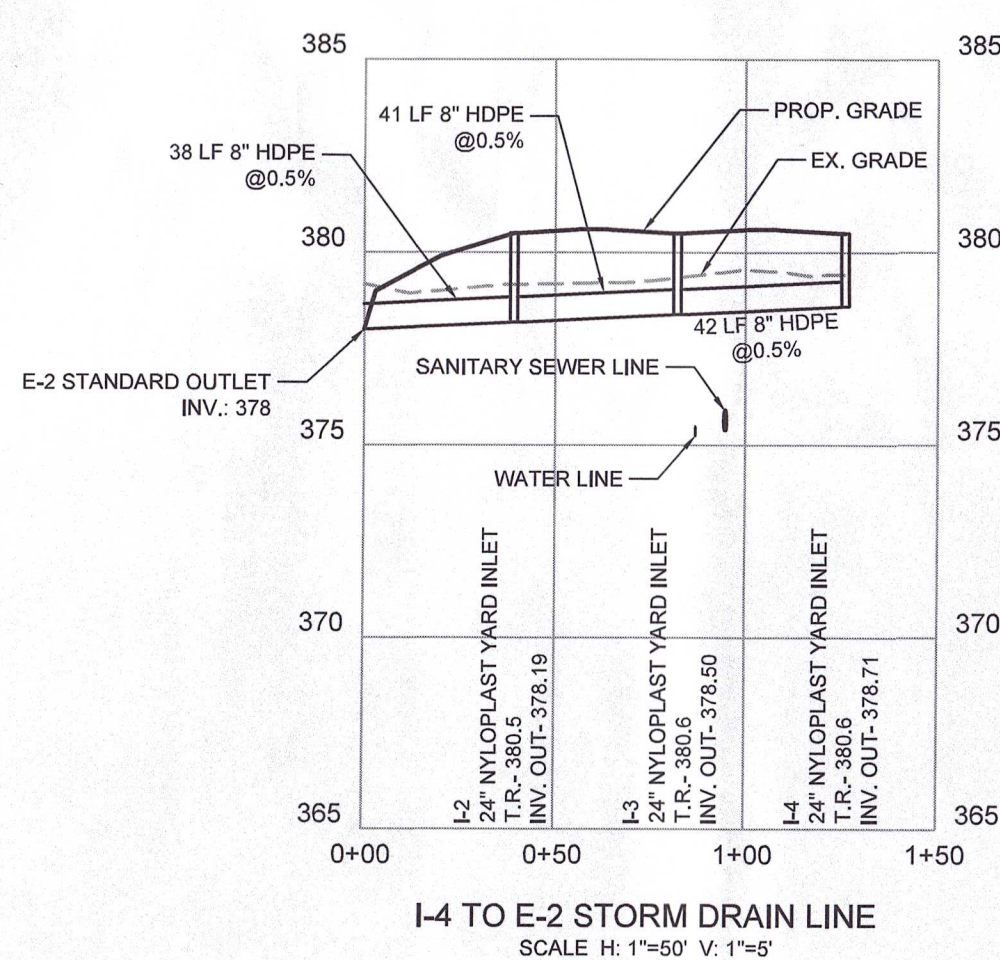 385
385
41 LF 8" HDPE
@0.5%
PROP. GRADE
38 LF 8" HDPE
@0.5%
EX. GRADE
380
380
42 LF 8" HDPE
@0.5%
SANITARY SEWER LINE
E-2 STANDARD OUTLET
INV.: 378
375
375
WATER LINE
370
370
I-2
24" NYLOPLAST YARD INLET
T.R.- 380.5
INV. OUT- 378.19
I-3
24" NYLOPLAST YARD INLET
T.R.- 380.6
INV. OUT- 378.50
I-4
24" NYLOPLAST YARD INLET
T.R.- 380.6
INV. OUT- 378.71
365
365
0+00
0+50
1+00
1+50
I-4 TO E-2 STORM DRAIN LINE
SCALE H: 1"=50' V: 1"=5'